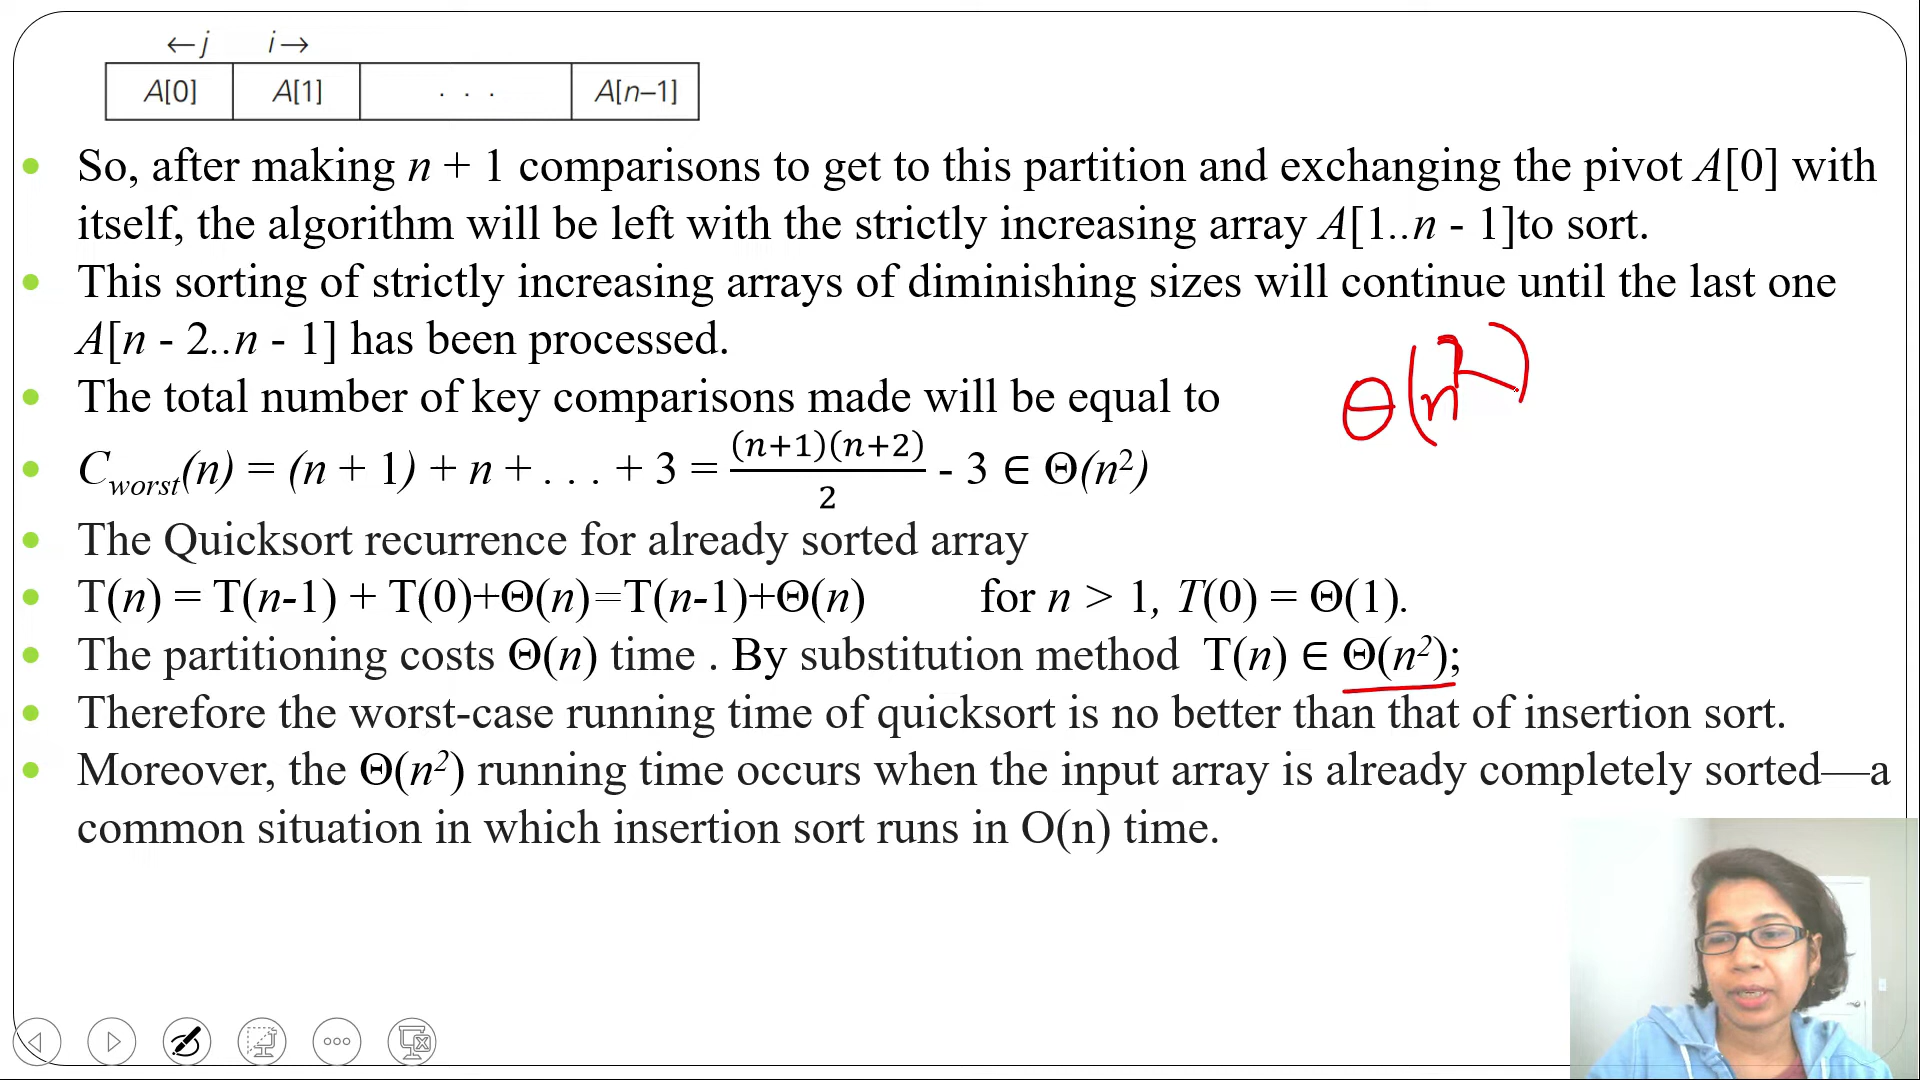 ←j i→
A[0] A[1] . . . A[n–1]
So, after making n + 1 comparisons to get to this partition and exchanging the pivot A[0] with
itself, the algorithm will be left with the strictly increasing array A[1..n - 1]to sort.
This sorting of strictly increasing arrays of diminishing sizes will continue until the last one
A[n - 2..n - 1] has been processed.
Θ(n²)
The total number of key comparisons made will be equal to
C_worst(n) = (n + 1) + n + . . . + 3 = (n+1)(n+2)/2 - 3 ∈ Θ(n²)
The Quicksort recurrence for already sorted array
T(n) = T(n-1) + T(0)+Θ(n)=T(n-1)+Θ(n) for n > 1, T(0) = Θ(1).
The partitioning costs Θ(n) time . By substitution method T(n) ∈ Θ(n²);
Therefore the worst-case running time of quicksort is no better than that of insertion sort.
Moreover, the Θ(n²) running time occurs when the input array is already completely sorted—a
common situation in which insertion sort runs in O(n) time.